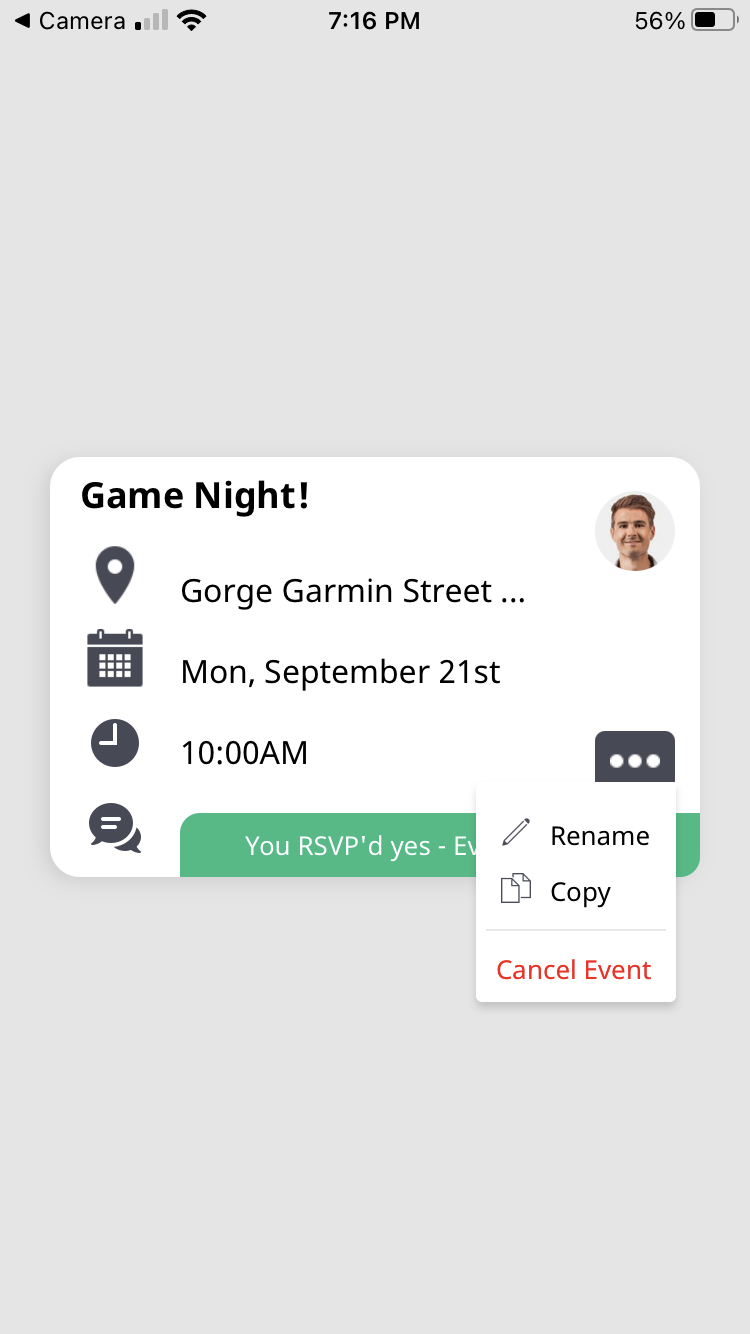 Camera 7:16 PM 56%
Game Night!
Gorge Garmin Street ...
Mon, September 21st
10:00AM
You RSVP'd yes - Ev
Rename
Copy
Cancel Event